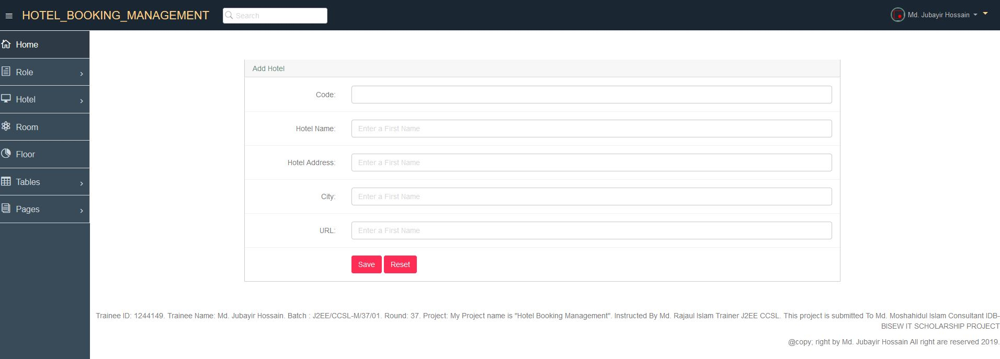 HOTEL_BOOKING_MANAGEMENT
Search
Md. Jubayir Hossain
Home
Role
Hotel
Room
Floor
Tables
Pages
Add Hotel
Code:
Hotel Name: Enter a First Name
Hotel Address: Enter a First Name
City: Enter a First Name
URL: Enter a First Name
Save Reset
Trainee ID: 1244149. Trainee Name: Md. Jubayir Hossain. Batch : J2EE/CCSL-M/37/01. Round: 37. Project: My Project name is "Hotel Booking Management". Instructed By Md. Rajaul Islam Trainer J2EE CCSL. This project is submitted To Md. Moshahidul Islam Consultant IDB-
BISEW IT SCHOLARSHIP PROJECT
@copy; right by Md. Jubayir Hossain All right are reserved 2019.